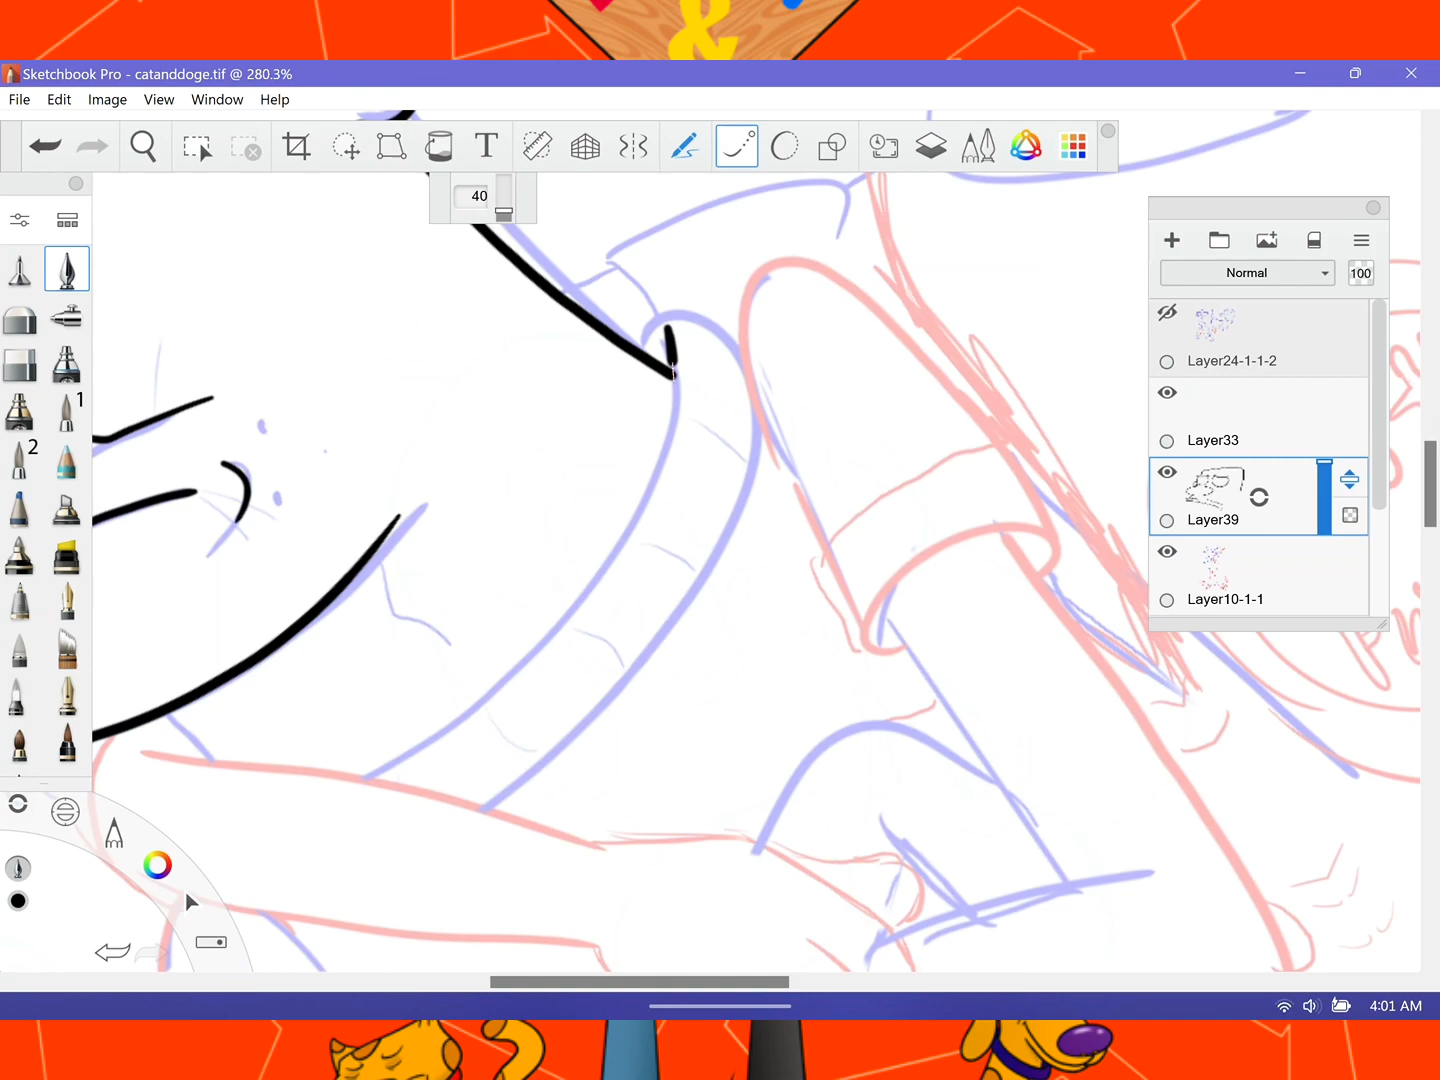 &
Sketchbook Pro - catanddoge.tif @ 280.3%
File Edit Image View Window Help
T
40
Normal 100
Layer24-1-1-2
Layer33
Layer39
Layer10-1-1
1
2
4:01 AM